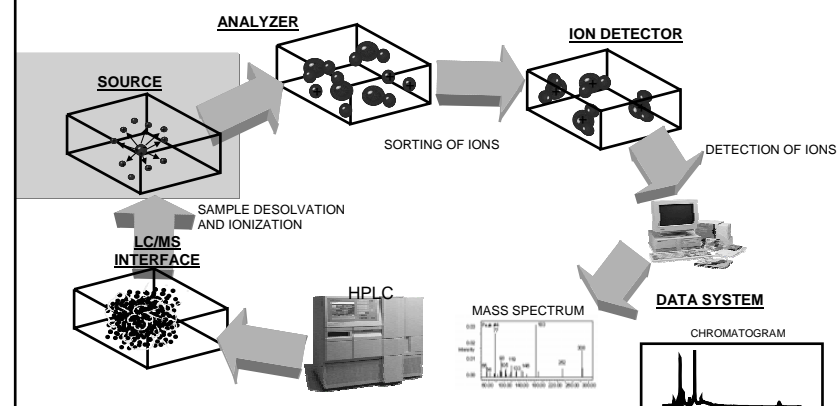 ANALYZER
ION DETECTOR
SOURCE
SORTING OF IONS
DETECTION OF IONS
SAMPLE DESOLVATION
AND IONIZATION
LC/MS
INTERFACE
HPLC
MASS SPECTRUM
DATA SYSTEM
CHROMATOGRAM